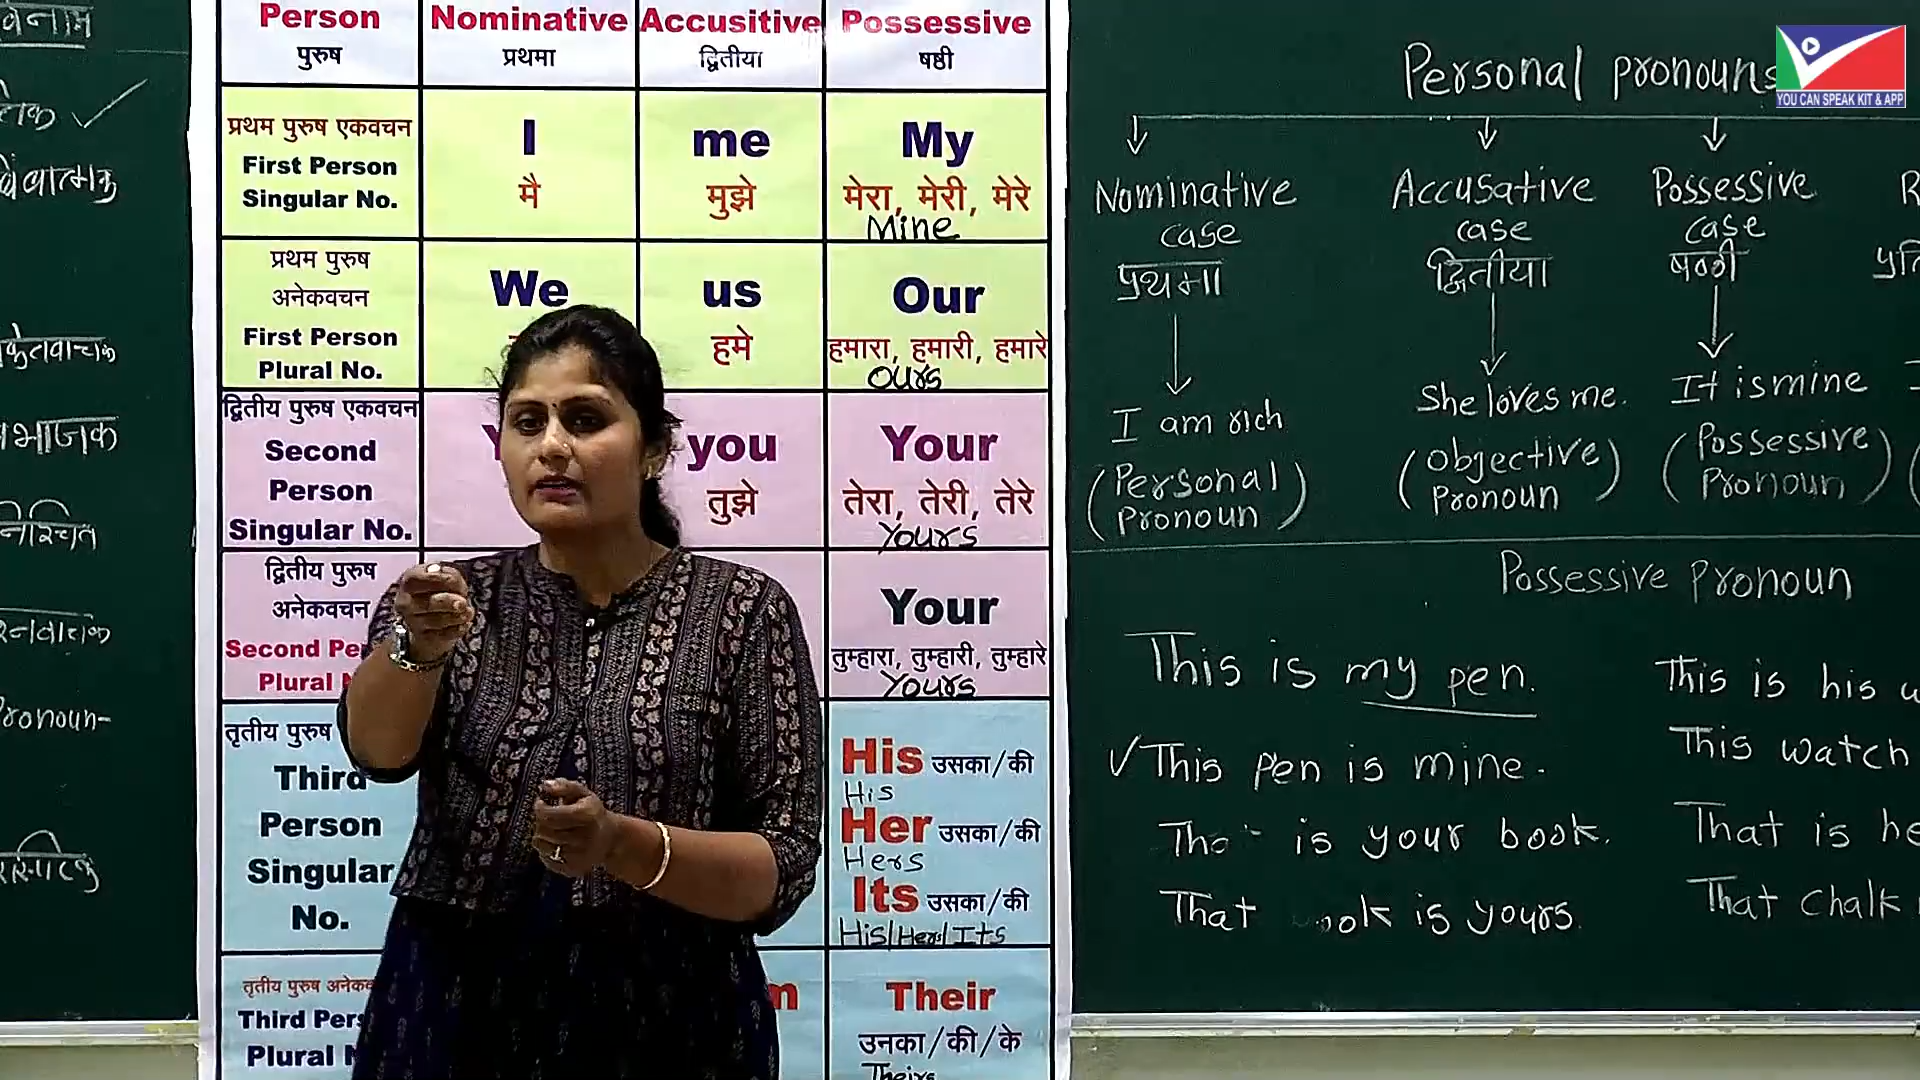 Person Nominative Accusitive Possessive
पुरुष प्रथमा द्वितीया षष्ठी
प्रथम पुरुष एकवचन
First Person
Singular No.
I
मै
me
मुझे
My
मेरा, मेरी, मेरे
Mine
प्रथम पुरुष
अनेकवचन
First Person
Plural No.
We
us
हमे
Our
हमारा, हमारी, हमारे
Ours
द्वितीय पुरुष एकवचन
Second
Person
Singular No.
you
तुझे
Your
तेरा, तेरी, तेरे
Yours
द्वितीय पुरुष
अनेकवचन
Second
Plural
Your
तुम्हारा, तुम्हारी, तुम्हारे
Yours
तृतीय पुरुष
Third
Person
Singular
No.
His उसका/की
His
Her उसका/की
Hers
Its उसका/की
His/Hers/Its
तृतीय पुरुष
Third
Plural
Their
उनका/की/के
Theirs
Personal pronouns
YOU CAN SPEAK KIT & APP
Nominative
case
प्रथमा
I am rich
(Personal
Pronoun)
Accusative
case
द्वितीया
She loves me.
(Objective
Pronoun)
Possessive
case
षष्ठी
It is mine
(Possessive
Pronoun)
Possessive Pronoun
This is my pen.
✓This pen is mine.
is your book.
That is yours.
This is his
This watch
That is
That chalk
Pronoun-